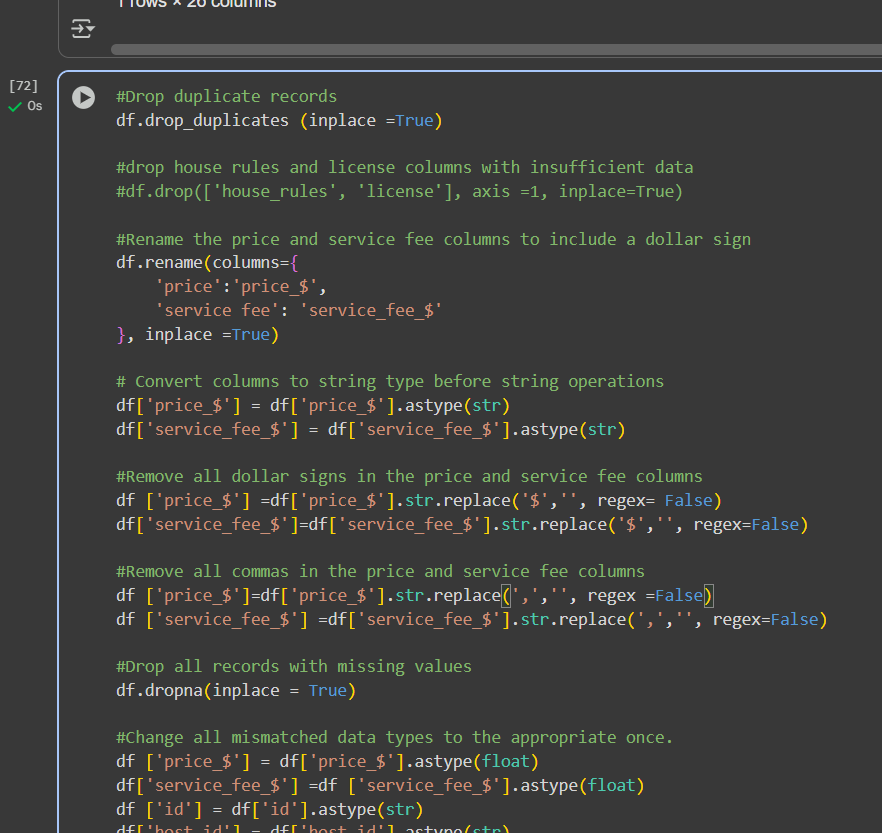 1 rows × 26 columns
[72]
0s
#Drop duplicate records
df.drop_duplicates (inplace =True)
#drop house rules and license columns with insufficient data
#df.drop(['house_rules', 'license'], axis =1, inplace=True)
#Rename the price and service fee columns to include a dollar sign
df.rename(columns={
    'price':'price_$',
    'service fee': 'service_fee_$'
}, inplace =True)
# Convert columns to string type before string operations
df['price_$'] = df['price_$'].astype(str)
df['service_fee_$'] = df['service_fee_$'].astype(str)
#Remove all dollar signs in the price and service fee columns
df ['price_$'] =df['price_$'].str.replace('$','', regex= False)
df['service_fee_$']=df['service_fee_$'].str.replace('$','', regex=False)
#Remove all commas in the price and service fee columns
df ['price_$']=df['price_$'].str.replace(',','', regex =False)
df ['service_fee_$'] =df['service_fee_$'].str.replace(',','', regex=False)
#Drop all records with missing values
df.dropna(inplace = True)
#Change all mismatched data types to the appropriate once.
df ['price_$'] = df['price_$'].astype(float)
df['service_fee_$'] =df ['service_fee_$'].astype(float)
df ['id'] = df['id'].astype(str)
df['host id'] = df['host id'].astype(str)